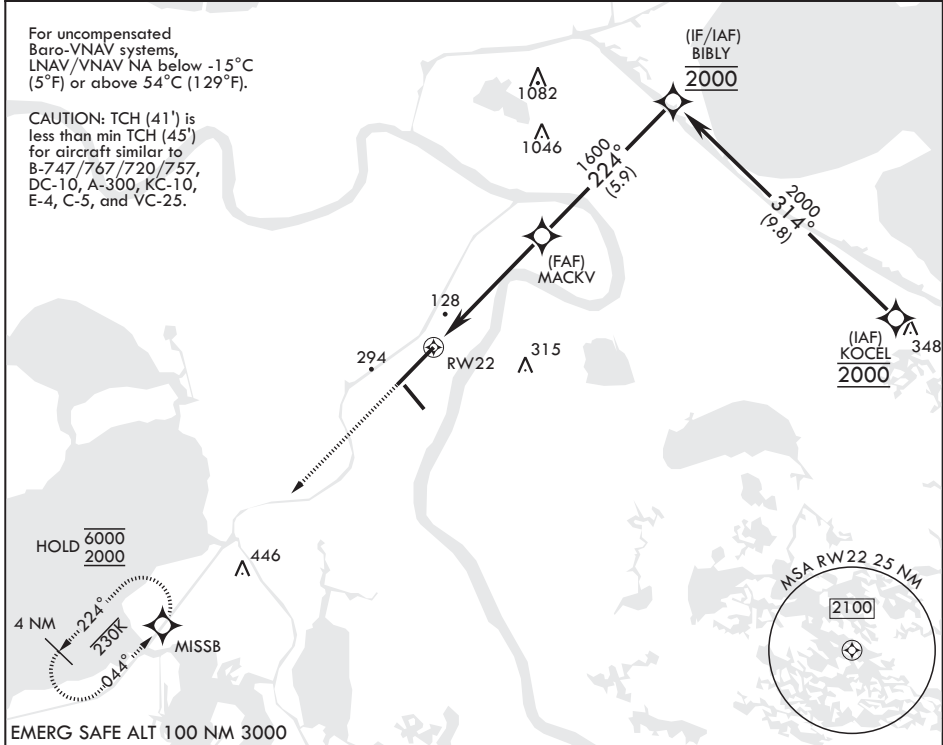 For uncompensated
Baro-VNAV systems,
LNAV/VNAV NA below -15°C
(5°F) or above 54°C (129°F).
CAUTION: TCH (41') is
less than min TCH (45')
for aircraft similar to
B-747/767/720/757,
DC-10, A-300, KC-10,
E-4, C-5, and VC-25.
1082
1046
(IF/IAF)
BIBLY
2000
1600
224°
(5.9)
2000
314°
(9.8)
(FAF)
MACKV
(IAF)
KOCEL
2000
348
128
294
RW22
315
HOLD 6000
2000
446
4 NM
224°
230K
044°
MISSB
MSA RW22 25 NM
2100
EMERG SAFE ALT 100 NM 3000